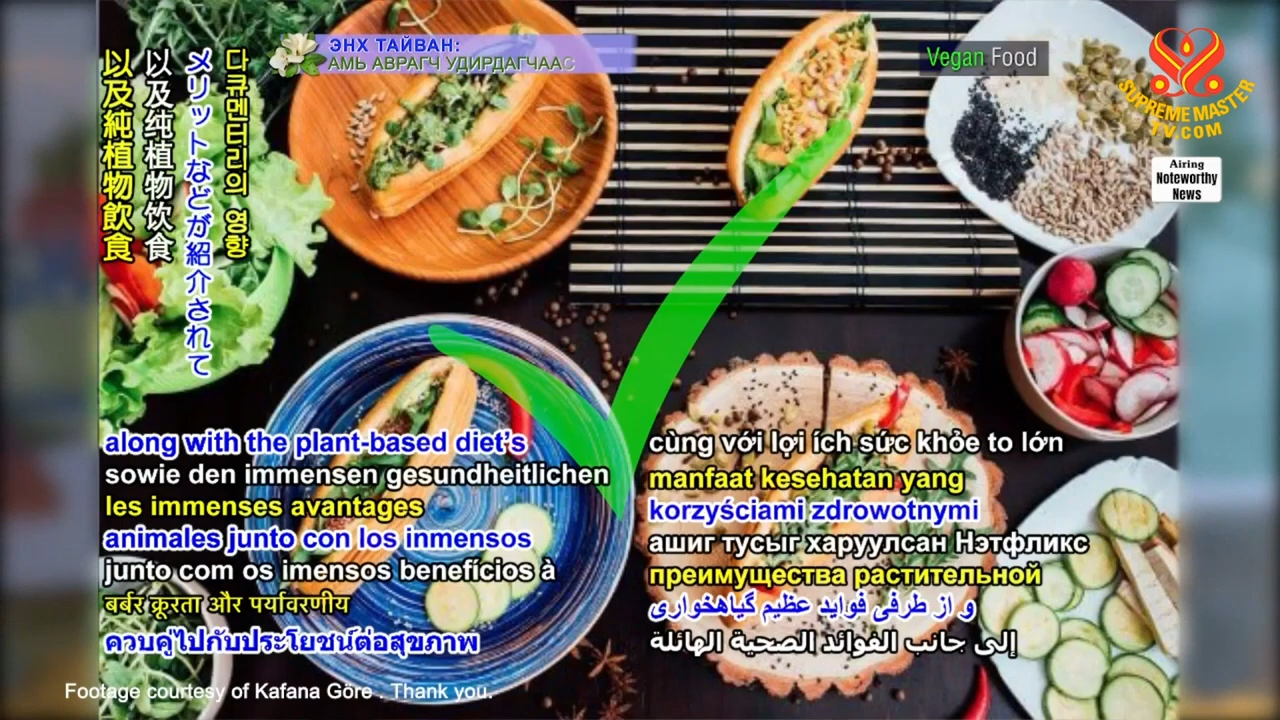 ЭНХ ТАЙВАН:
АМЬ АВРАГЧ УДИРДАГЧААС
Vegan Food
SUPREME MASTER
TV.COM
Airing
Noteworthy
News
다큐멘터리의 영향
メリットなどが紹介されて
以及纯植物饮食
以及純植物飲食
along with the plant-based diet's
sowie den immensen gesundheitlichen
les immenses avantages
animales junto con los inmensos
junto com os imensos benefícios à
बर्बर क्रूरता और पर्यावरणीय
ควบคู่ไปกับประโยชน์ต่อสุขภาพ
cùng với lợi ích sức khỏe to lớn
manfaat kesehatan yang
korzyściami zdrowotnymi
ашиг тусыг харуулсан Нэтфликс
преимущества растительной
و از طرفی فواید عظیم گیاهخواری
إلى جانب الفوائد الصحية الهائلة
Footage courtesy of Kafana Göre . Thank you.